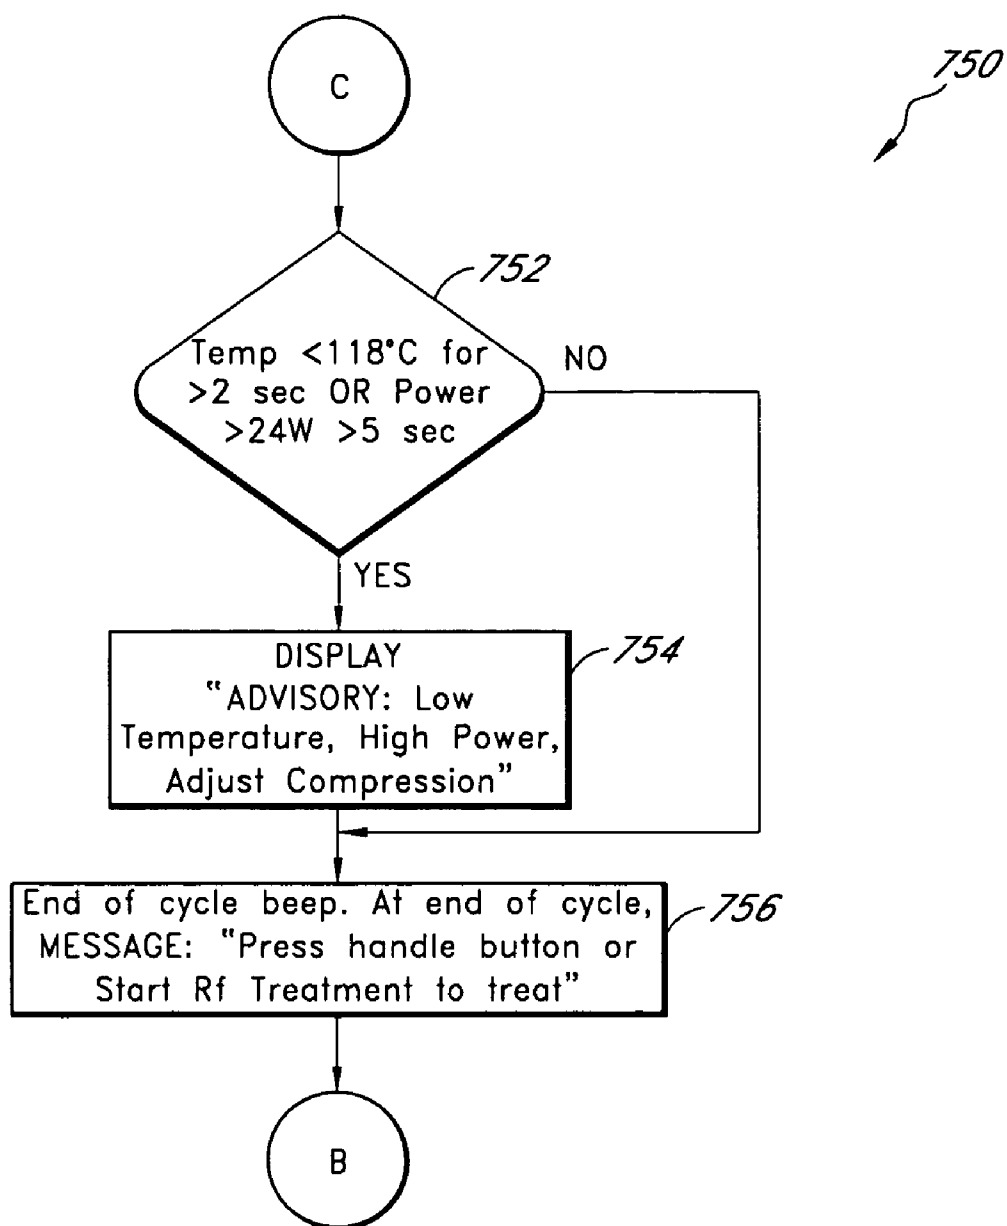 C
750
752
Temp <118°C for
>2 sec OR Power
>24W >5 sec
NO
YES
DISPLAY
"ADVISORY: Low
Temperature, High Power,
Adjust Compression"
754
End of cycle beep. At end of cycle,
MESSAGE: "Press handle button or
Start Rf Treatment to treat"
756
B